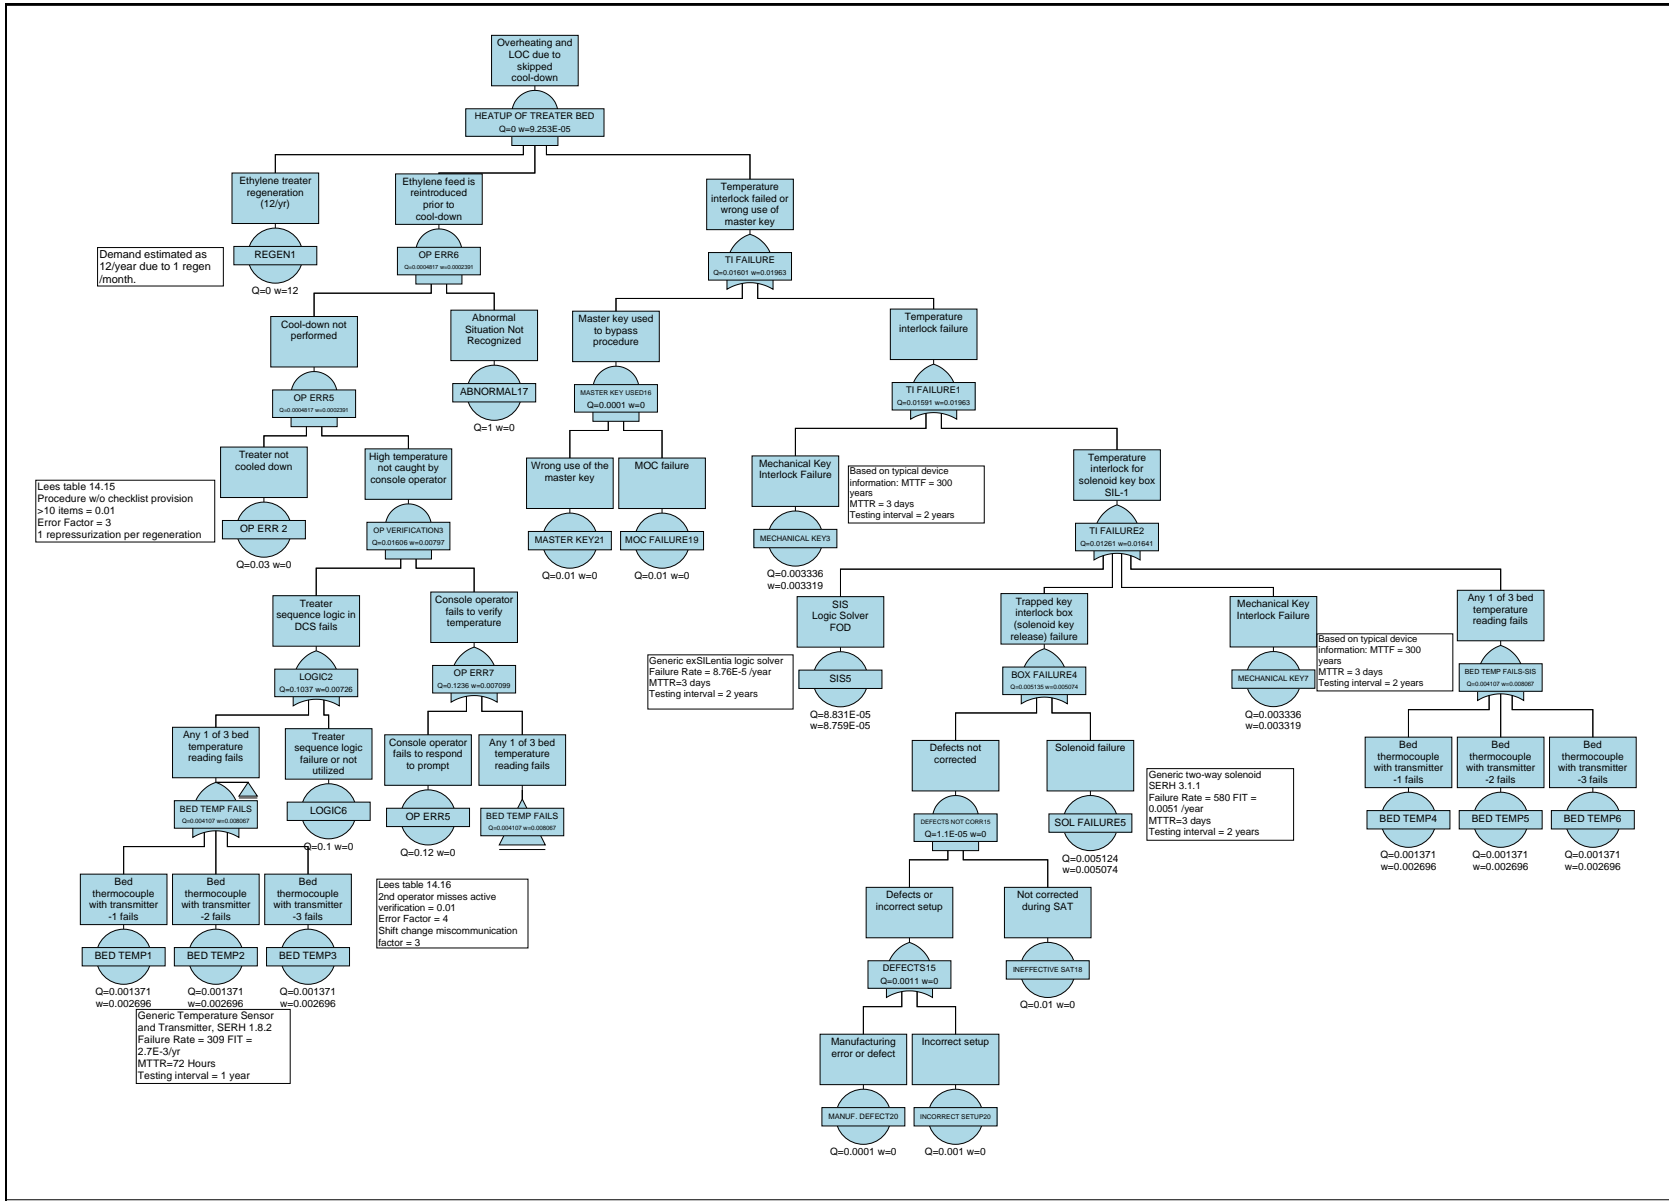 Overheating and
LOC due to
skipped
cool-down
HEATUP OF TREATER BED
Q=0 w=9.253E-05
Ethylene treater
regeneration
(12/yr)
REGEN1
Q=0 w=12
Demand estimated as
12/year due to 1 regen
/month.
Ethylene feed is
reintroduced
prior to
cool-down
OP ERR6
Q=0.0004817 w=0.0002391
Temperature
interlock failed or
wrong use of
master key
TI FAILURE
Q=0.01601 w=0.01963
Cool-down not
performed
OP ERR5
Q=0.0004817 w=0.0002391
Abnormal
Situation Not
Recognized
ABNORMAL17
Q=1 w=0
Master key used
to bypass
procedure
MASTER KEY USED16
Q=0.0001 w=0
Temperature
interlock failure
TI FAILURE1
Q=0.01591 w=0.01963
Lees table 14.15
Procedure w/o checklist provision
>10 items = 0.01
Error Factor = 3
1 repressurization per regeneration
Treater not
cooled down
OP ERR 2
Q=0.03 w=0
High temperature
not caught by
console operator
OP VERIFICATION3
Q=0.01606 w=0.00797
Wrong use of the
master key
MASTER KEY21
Q=0.01 w=0
MOC failure
MOC FAILURE19
Q=0.01 w=0
Mechanical Key
Interlock Failure
MECHANICAL KEY3
Q=0.003336
w=0.003319
Based on typical device
information: MTTF = 300
years
MTTR = 3 days
Testing interval = 2 years
Temperature
interlock for
solenoid key box
SIL-1
TI FAILURE2
Q=0.01261 w=0.01641
Treater
sequence logic in
DCS fails
LOGIC2
Q=0.1037 w=0.00726
Console operator
fails to verify
temperature
OP ERR7
Q=0.1236 w=0.007099
Generic exSILentia logic solver
Failure Rate = 8.76E-5 /year
MTTR=3 days
Testing interval = 2 years
SIS
Logic Solver
FOD
SIS5
Q=8.831E-05
w=8.759E-05
Trapped key
interlock box
(solenoid key
release) failure
BOX FAILURE4
Q=0.005135 w=0.005074
Mechanical Key
Interlock Failure
MECHANICAL KEY7
Q=0.003336
w=0.003319
Based on typical device
information: MTTF = 300
years
MTTR = 3 days
Testing interval = 2 years
Any 1 of 3 bed
temperature
reading fails
BED TEMP FAILS-SIS
Q=0.004107 w=0.008067
Any 1 of 3 bed
temperature
reading fails
BED TEMP FAILS
Q=0.004107 w=0.008067
Treater
sequence logic
failure or not
utilized
LOGIC6
Q=0.1 w=0
Console operator
fails to respond
to prompt
OP ERR5
Q=0.12 w=0
Any 1 of 3 bed
temperature
reading fails
BED TEMP FAILS
Q=0.004107 w=0.008067
Defects not
corrected
DEFECTS NOT CORR15
Q=1.1E-05 w=0
Solenoid failure
SOL FAILURE5
Q=0.005124
w=0.005074
Generic two-way solenoid
SERH 3.1.1
Failure Rate = 580 FIT =
0.0051 /year
MTTR=3 days
Testing interval = 2 years
Bed
thermocouple
with transmitter
-1 fails
BED TEMP4
Q=0.001371
w=0.002696
Bed
thermocouple
with transmitter
-2 fails
BED TEMP5
Q=0.001371
w=0.002696
Bed
thermocouple
with transmitter
-3 fails
BED TEMP6
Q=0.001371
w=0.002696
Bed
thermocouple
with transmitter
-1 fails
BED TEMP1
Q=0.001371
w=0.002696
Bed
thermocouple
with transmitter
-2 fails
BED TEMP2
Q=0.001371
w=0.002696
Bed
thermocouple
with transmitter
-3 fails
BED TEMP3
Q=0.001371
w=0.002696
Lees table 14.16
2nd operator misses active
verification = 0.01
Error Factor = 4
Shift change miscommunication
factor = 3
Generic Temperature Sensor
and Transmitter, SERH 1.8.2
Failure Rate = 309 FIT =
2.7E-3/yr
MTTR=72 Hours
Testing interval = 1 year
Defects or
incorrect setup
DEFECTS15
Q=0.0011 w=0
Not corrected
during SAT
INEFFECTIVE SAT18
Q=0.01 w=0
Manufacturing
error or defect
MANUF. DEFECT20
Q=0.0001 w=0
Incorrect setup
INCORRECT SETUP20
Q=0.001 w=0